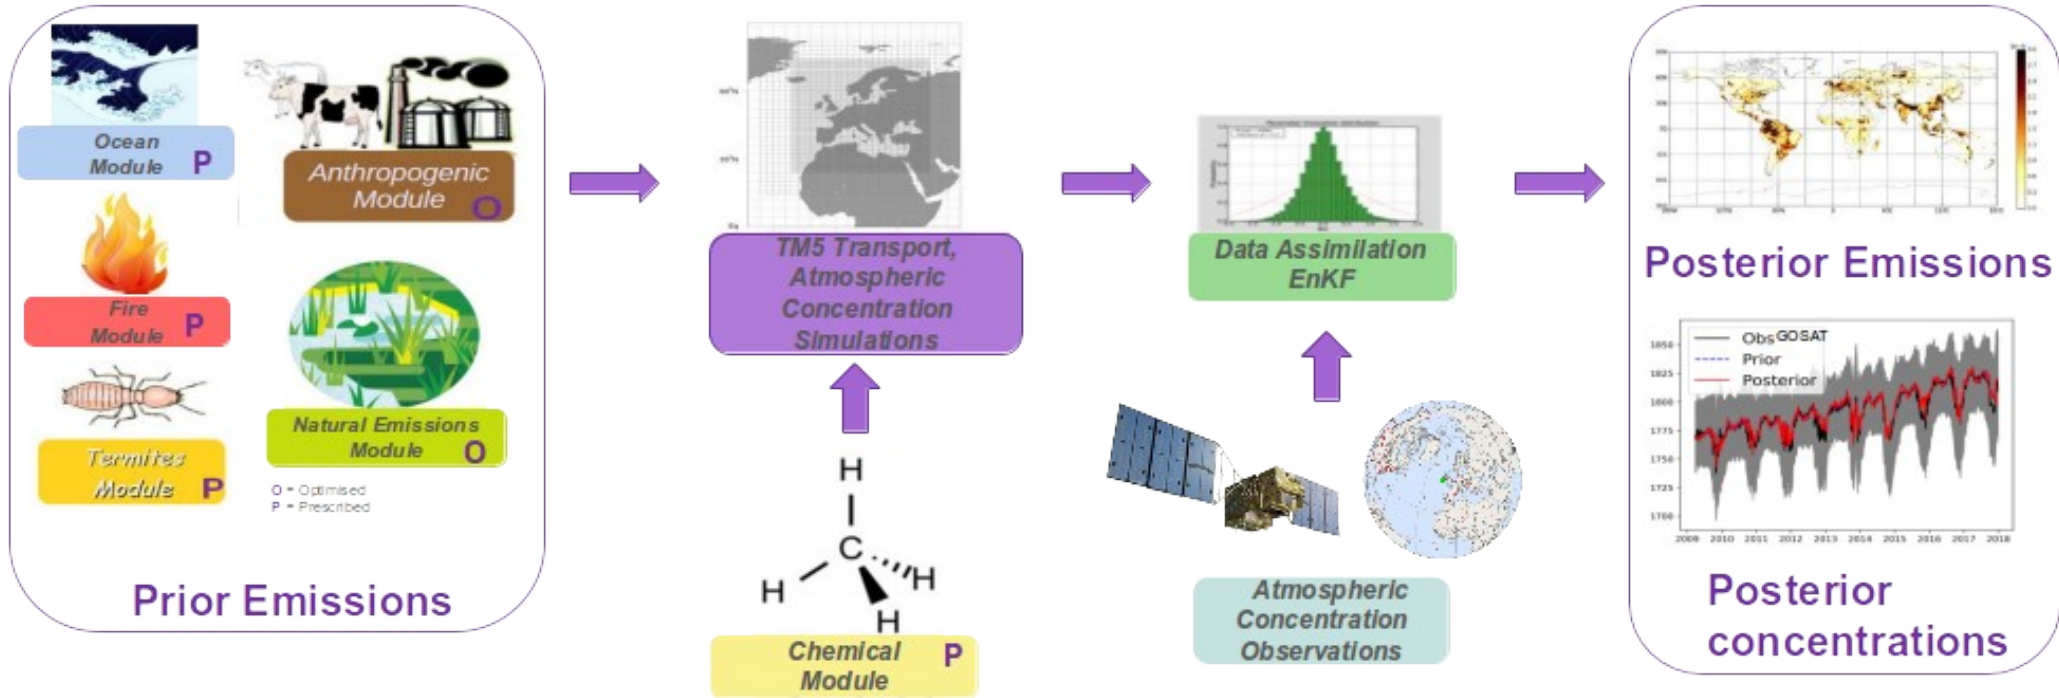 Ocean
Module P
Anthropogenic
Module O
Fire
Module P
Natural Emissions
Module O
Termites
Module P
O = Optimised
P = Prescribed
Prior Emissions
TM5 Transport,
Atmospheric
Concentration
Simulations
H
C
H
H
H
Chemical P
Module
Data Assimilation
EnKF
Atmospheric
Concentration
Observations
Posterior Emissions
Obs GOSAT
Prior
Posterior
1850
1825
1800
1775
1750
1725
1700
2009 2010 2011 2012 2013 2014 2015 2016 2017 2018
Posterior
concentrations